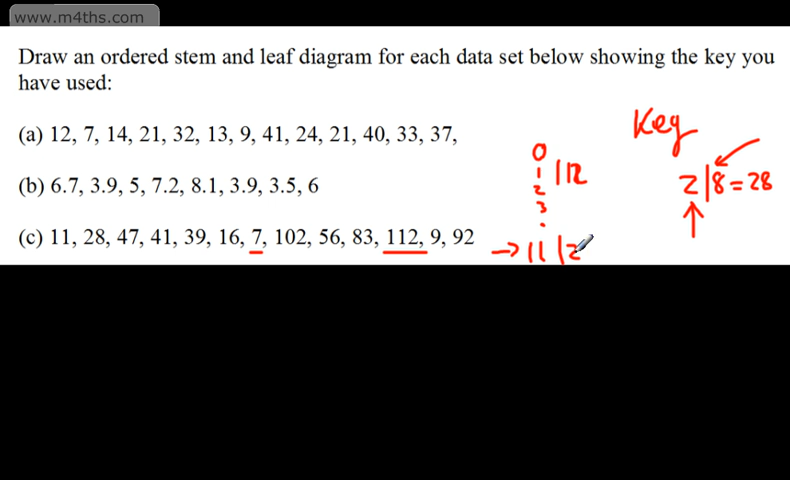 www.m4ths.com
Draw an ordered stem and leaf diagram for each data set below showing the key you
have used:
(a) 12, 7, 14, 21, 32, 13, 9, 41, 24, 21, 40, 33, 37,
Key
0
1 | 12
2
3
.
2|8 = 28
(b) 6.7, 3.9, 5, 7.2, 8.1, 3.9, 3.5, 6
(c) 11, 28, 47, 41, 39, 16, 7, 102, 56, 83, 112, 9, 92
→ 11 | 2